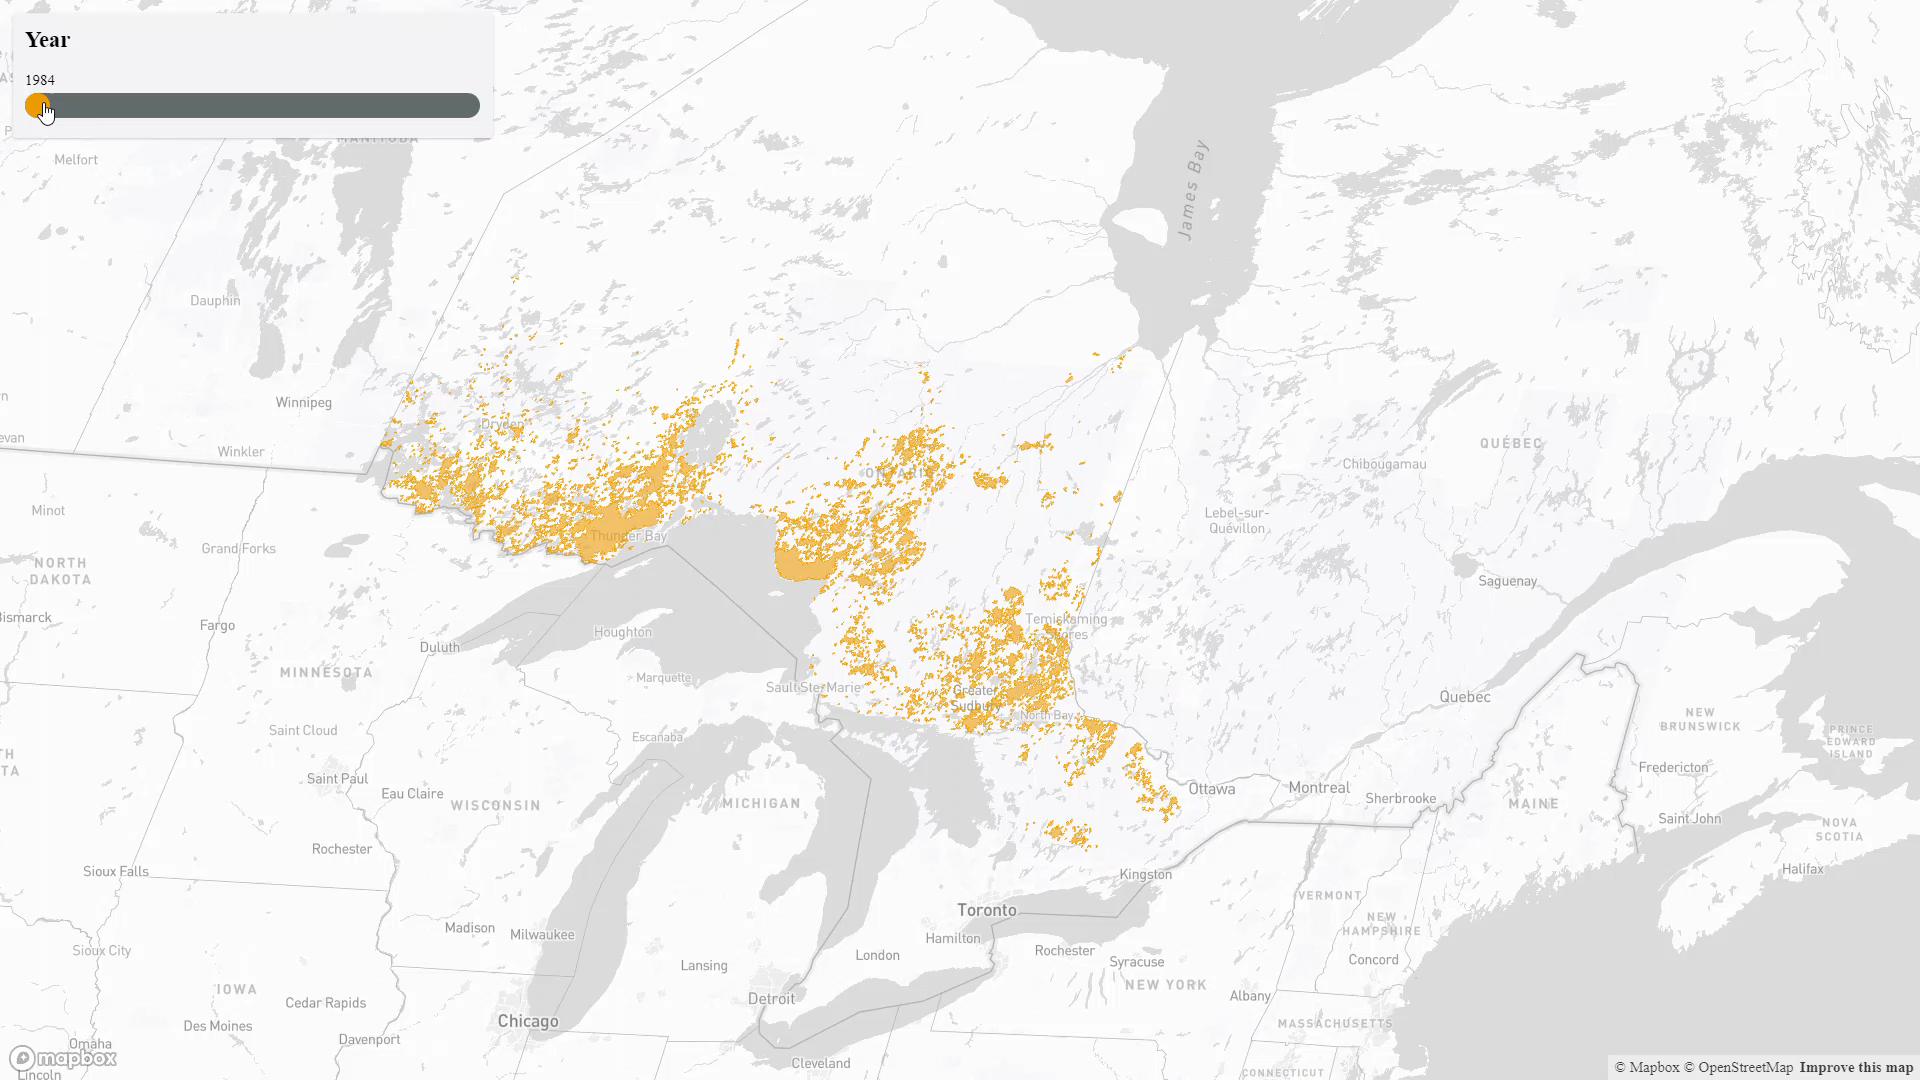 Year
1984
MANITOBA
Melfort
James Bay
Dauphin
Winnipeg
Winkler
Dryden
QUÉBEC
Chibougamau
ONTARIO
Lebel-sur-
Quévillon
Minot
Grand Forks
Thunder Bay
NORTH
DAKOTA
Saguenay
Bismarck
Fargo
Houghton
Temiskaming
Shores
Duluth
MINNESOTA
Marquette
Sault Ste-Marie
Greater
Sudbury
North Bay
Quebec
Saint Cloud
Escanaba
NEW
BRUNSWICK
PRINCE
EDWARD
ISLAND
Fredericton
Saint Paul
Eau Claire
WISCONSIN
MICHIGAN
Ottawa
Montreal
Sherbrooke
MAINE
Saint John
NOVA
SCOTIA
Rochester
Sioux Falls
Kingston
Halifax
VERMONT
Toronto
NEW
HAMPSHIRE
Madison
Milwaukee
Hamilton
Sioux City
London
Rochester
Syracuse
Concord
Lansing
NEW YORK
IOWA
Cedar Rapids
Detroit
Albany
Des Moines
Chicago
MASSACHUSETTS
Davenport
Omaha
mapbox
Cleveland
Lincoln
CONNECTICUT
© Mapbox © OpenStreetMap Improve this map